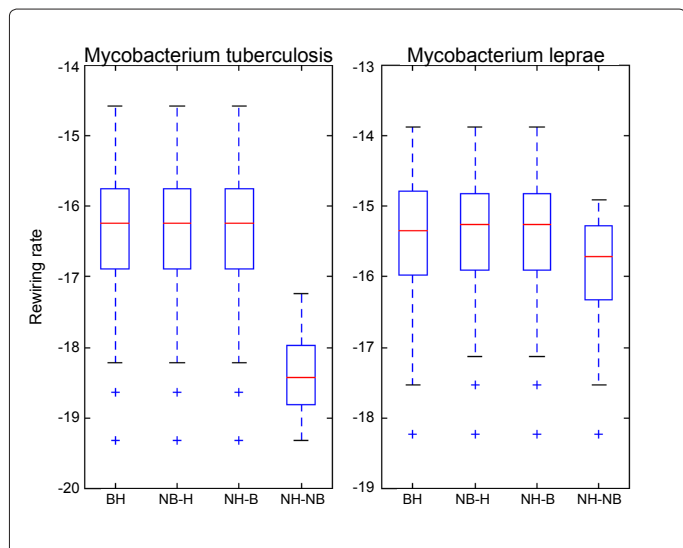 Mycobacterium tuberculosis
Mycobacterium leprae
Rewiring rate
-14
-15
-16
-17
-18
-19
-20
BH NB-H NH-B NH-NB
-13
-14
-15
-16
-17
-18
-19
BH NB-H NH-B NH-NB